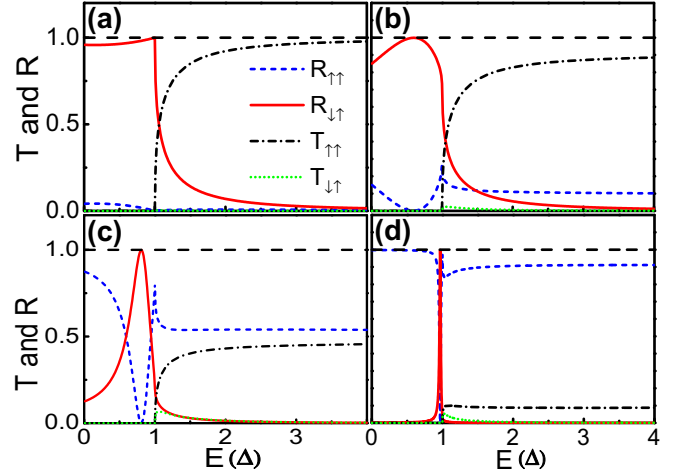 (a)
(b)
1.0
0.5
0.0
T and R
R↑↑
R↓↑
T↑↑
T↓↑
(c)
(d)
1.0
0.5
0.0
T and R
0 1 2 3
0 1 2 3 4
E (Δ)
E (Δ)